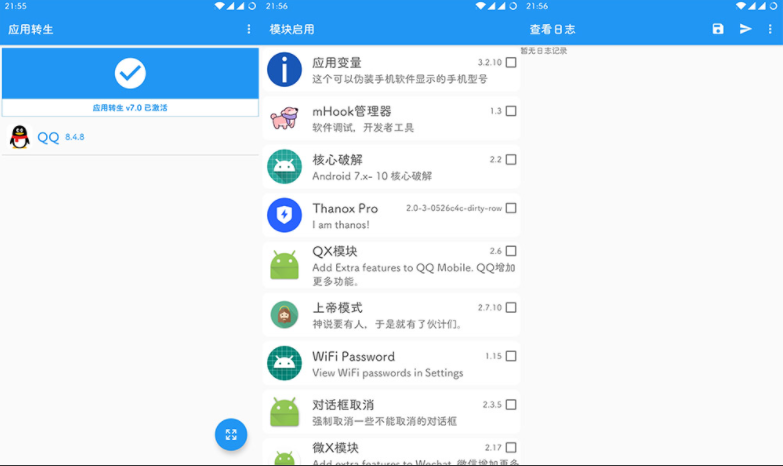 21:55
应用转生
应用转生 v7.0 已激活
QQ 8.4.8
21:56
模块启用
应用变量 3.2.10
这个可以伪装手机软件显示的手机型号
mHook管理器 1.3
软件调试，开发者工具
核心破解 2.2
Android 7.x- 10 核心破解
Thanox Pro 2.0-3-0526c4c-dirty-row
I am thanos!
QX模块 2.6
Add Extra features to QQ Mobile. QQ增加
更多功能。
上帝模式 2.7.10
神说要有人，于是就有了伙计们。
WiFi Password 1.15
View WiFi passwords in Settings
对话框取消 2.3.5
强制取消一些不能取消的对话框
微X模块 2.17
Add extra features to Wechat. 微信增加更多
21:56
查看日志
暂无日志记录